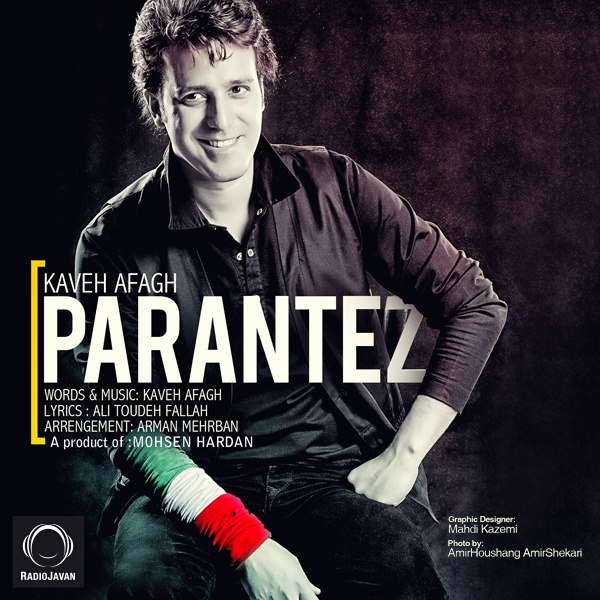 KAVEH AFAGH
PARANTEZ
WORDS & MUSIC: KAVEH AFAGH
LYRICS : ALI TOUDEH FALLAH
ARRENGEMENT: ARMAN MEHRBAN
A product of :MOHSEN HARDAN
Graphic Designer:
Mahdi Kazemi
Photo by:
AmirHoushang AmirShekari
RADIOJAVAN